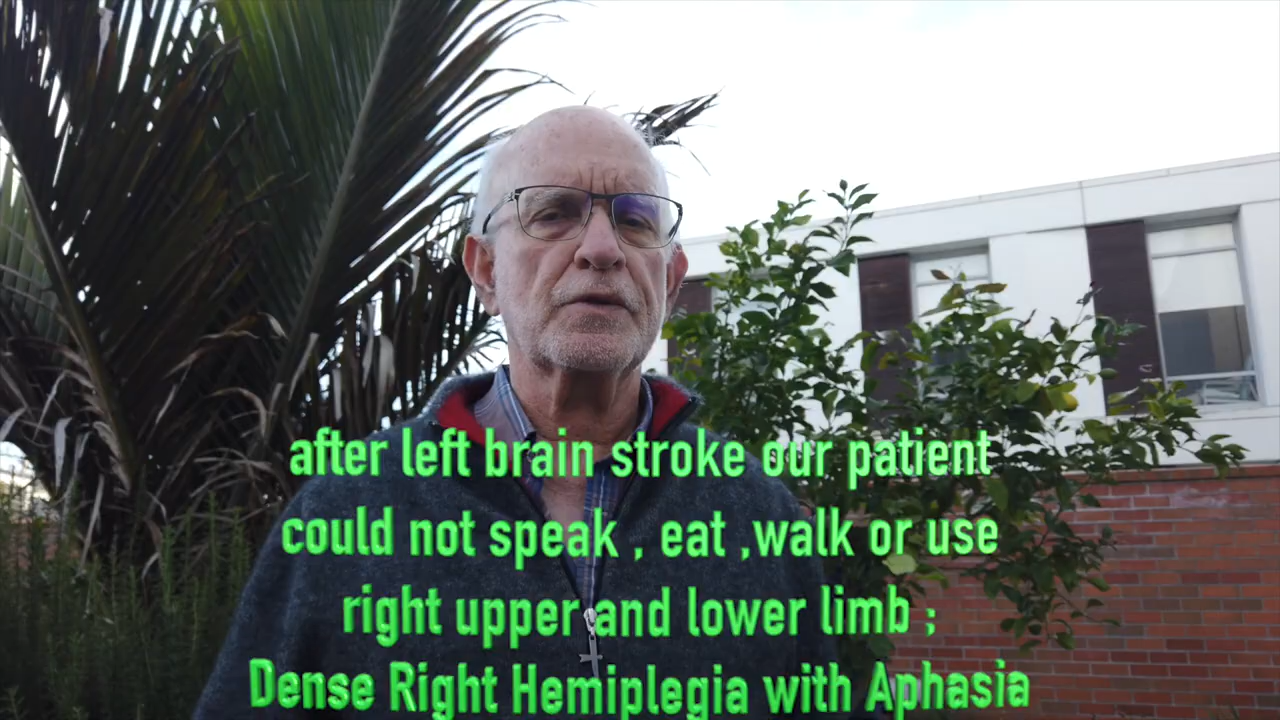 after left brain stroke our patient
could not speak , eat ,walk or use
right upper and lower limb ;
Dense Right Hemiplegia with Aphasia